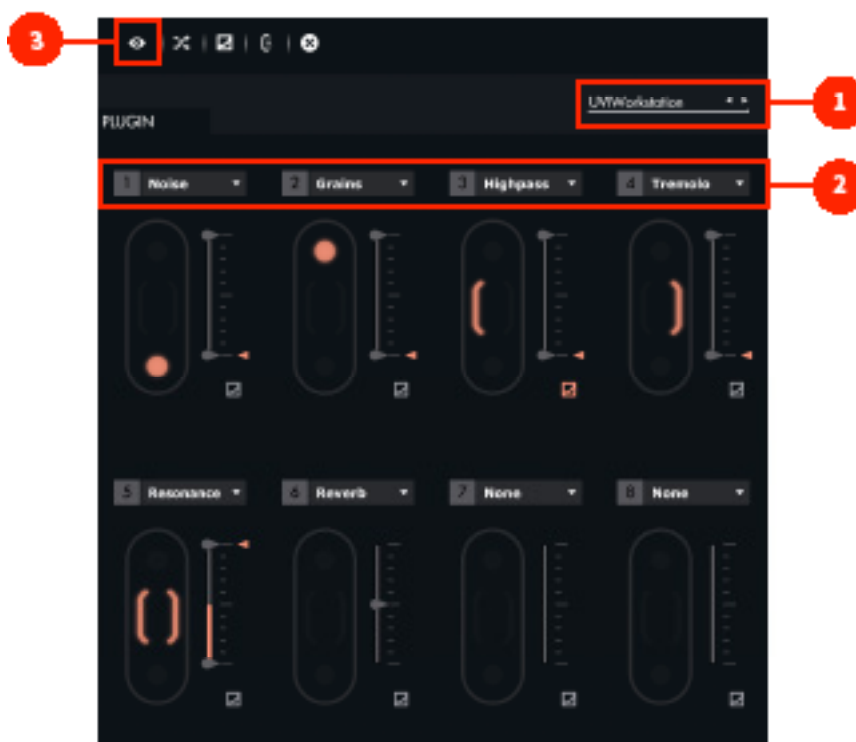 3
UVIWorkstation
1
PLUGIN
1 Noise
2 Grains
3 Highpass
4 Tremolo
2
5 Resonance
6 Reverb
7 None
8 None